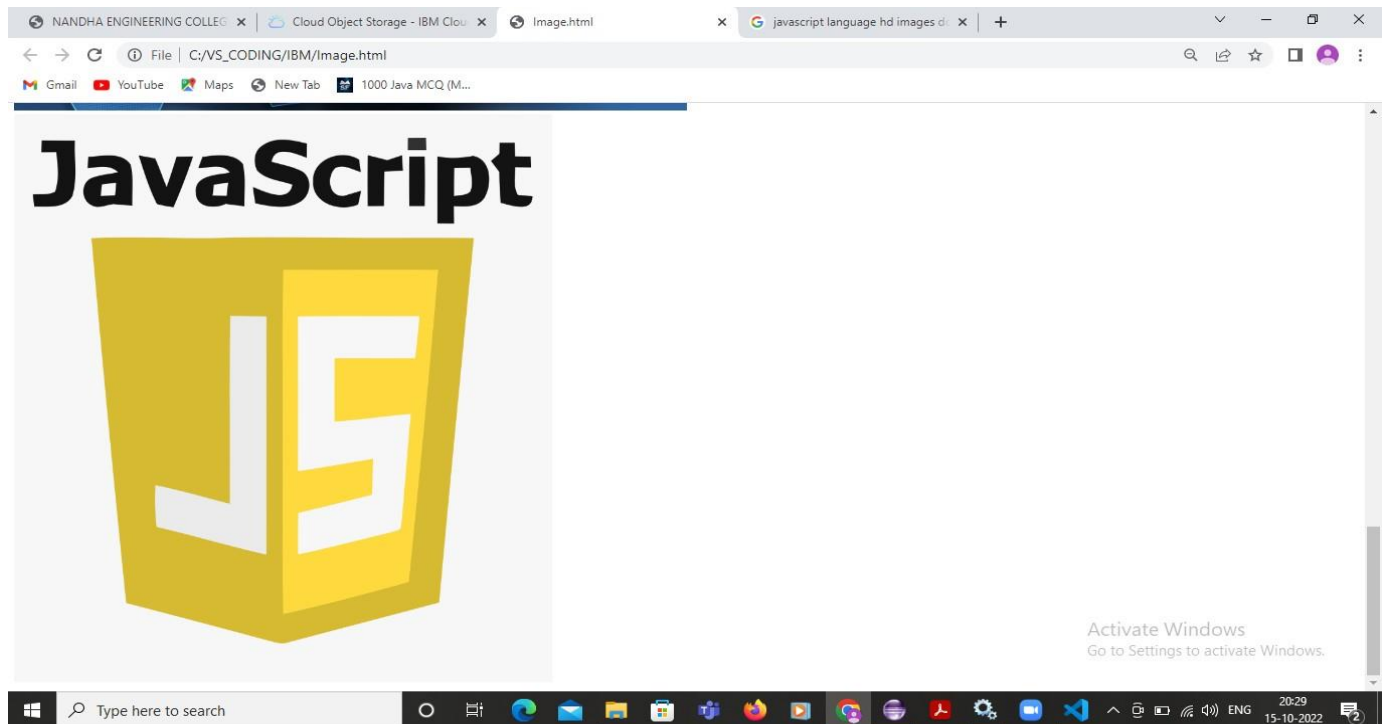 NANDHA ENGINEERING COLLEG
Cloud Object Storage - IBM Clou
Image.html
javascript language hd images do
File | C:/VS_CODING/IBM/Image.html
Gmail YouTube Maps New Tab 1000 Java MCQ (M...
JavaScript
JS
Activate Windows
Go to Settings to activate Windows.
Type here to search
ENG
20:29
15-10-2022
2